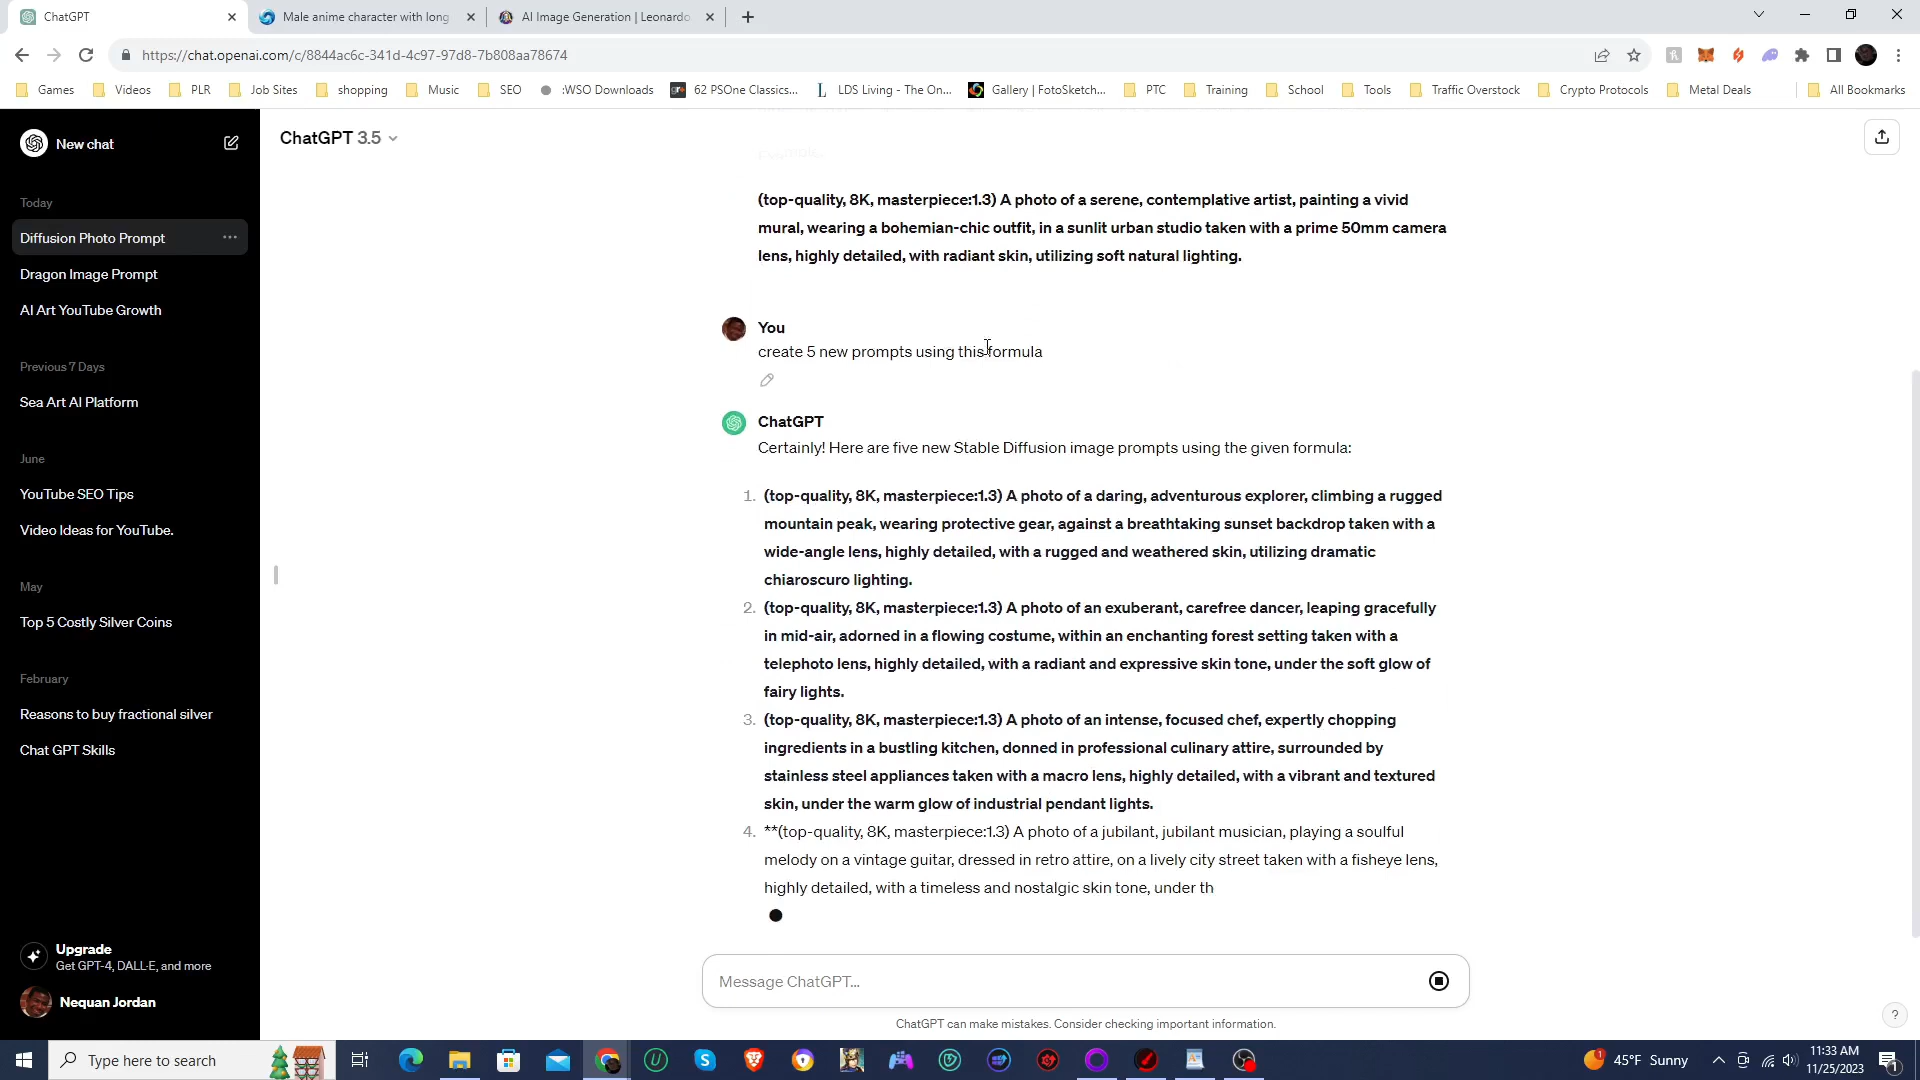 ChatGPT
Male anime character with long
AI Image Generation | Leonardo
https://chat.openai.com/c/8844ac6c-341d-4c97-97d8-7b808aa78674
Games
Videos
PLR
Job Sites
shopping
Music
SEO
:WSO Downloads
62 PSOne Classics...
LDS Living - The On...
Gallery | FotoSketch...
PTC
Training
School
Tools
Traffic Overstock
Crypto Protocols
Metal Deals
All Bookmarks
New chat
Today
Diffusion Photo Prompt
Dragon Image Prompt
AI Art YouTube Growth
Previous 7 Days
Sea Art AI Platform
June
YouTube SEO Tips
Video Ideas for YouTube.
May
Top 5 Costly Silver Coins
February
Reasons to buy fractional silver
Chat GPT Skills
Upgrade
Get GPT-4, DALL·E, and more
Nequan Jordan
ChatGPT 3.5
(top-quality, 8K, masterpiece:1.3) A photo of a serene, contemplative artist, painting a vivid
mural, wearing a bohemian-chic outfit, in a sunlit urban studio taken with a prime 50mm camera
lens, highly detailed, with radiant skin, utilizing soft natural lighting.
You
create 5 new prompts using this formula
ChatGPT
Certainly! Here are five new Stable Diffusion image prompts using the given formula:
1. (top-quality, 8K, masterpiece:1.3) A photo of a daring, adventurous explorer, climbing a rugged
mountain peak, wearing protective gear, against a breathtaking sunset backdrop taken with a
wide-angle lens, highly detailed, with a rugged and weathered skin, utilizing dramatic
chiaroscuro lighting.
2. (top-quality, 8K, masterpiece:1.3) A photo of an exuberant, carefree dancer, leaping gracefully
in mid-air, adorned in a flowing costume, within an enchanting forest setting taken with a
telephoto lens, highly detailed, with a radiant and expressive skin tone, under the soft glow of
fairy lights.
3. (top-quality, 8K, masterpiece:1.3) A photo of an intense, focused chef, expertly chopping
ingredients in a bustling kitchen, donned in professional culinary attire, surrounded by
stainless steel appliances taken with a macro lens, highly detailed, with a vibrant and textured
skin, under the warm glow of industrial pendant lights.
4. **(top-quality, 8K, masterpiece:1.3) A photo of a jubilant, jubilant musician, playing a soulful
melody on a vintage guitar, dressed in retro attire, on a lively city street taken with a fisheye lens,
highly detailed, with a timeless and nostalgic skin tone, under th
Message ChatGPT...
ChatGPT can make mistakes. Consider checking important information.
?
Type here to search
45°F Sunny
11:33 AM
11/25/2023